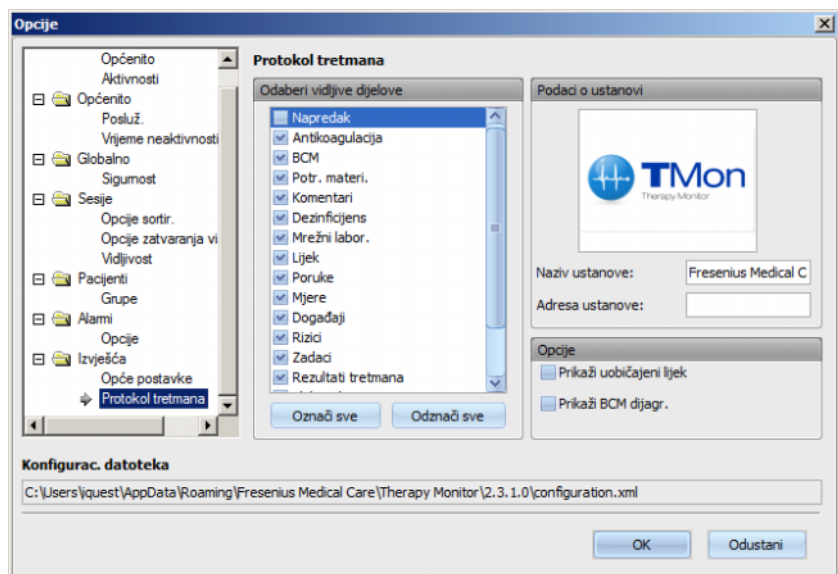 Opcije
Općenito
Aktivnosti
Općenito
Posluž.
Vrijeme neaktivnosti
Globalno
Sigurnost
Sesije
Opcije sortir.
Opcije zatvaranja vi
Vidljivost
Pacijenti
Grupe
Alarmi
Opcije
Izvješća
Opće postavke
Protokol tretmana
Protokol tretmana
Odaberi vidljive dijelove
Napredak
Antikoagulacija
BCM
Potr. materi.
Komentari
Dezinficijens
Mrežni labor.
Lijek
Poruke
Mjere
Događaji
Rizici
Zadaci
Rezultati tretmana
Označi sve
Odznači sve
Podaci o ustanovi
TMon
Therapy Monitor
Naziv ustanove:
Fresenius Medical C
Adresa ustanove:
Opcije
Prikaži uobičajeni lijek
Prikaži BCM dijagr.
Konfigurac. datoteka
C:\Users\iquest\AppData\Roaming\Fresenius Medical Care\Therapy Monitor\2.3.1.0\configuration.xml
OK
Odustani